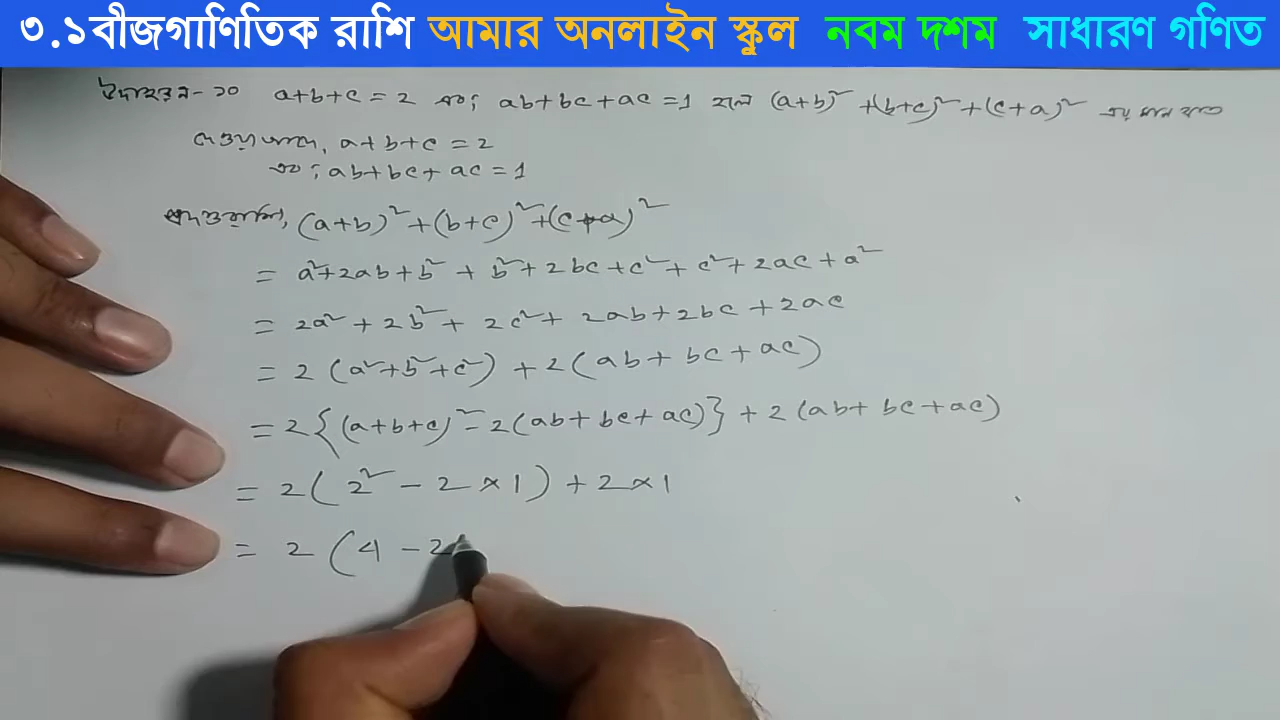 ৩.১বীজগাণিতিক রাশি আমার অনলাইন স্কুল নবম দশম সাধারণ গণিত
উদাহরন- ১০ a+b+c = 2 এবং ab+bc+ac =1 হলে (a+b)² +(b+c)² +(c+a)² এর মান কত
দেওয়া আছে, a+b+c = 2
এবং ab+bc+ac =1
প্রদত্তরাশি, (a+b)² +(b+c)² +(c+a)²
= a²+2ab+b² + b²+2bc+c² + c²+2ac+a²
= 2a² + 2b² + 2c² + 2ab+2bc+2ac
= 2 (a²+b²+c²) +2(ab+bc+ac)
= 2{(a+b+c)² - 2(ab+bc+ac)} + 2(ab+bc+ac)
= 2(2² - 2×1) + 2×1
= 2 (4 - 2